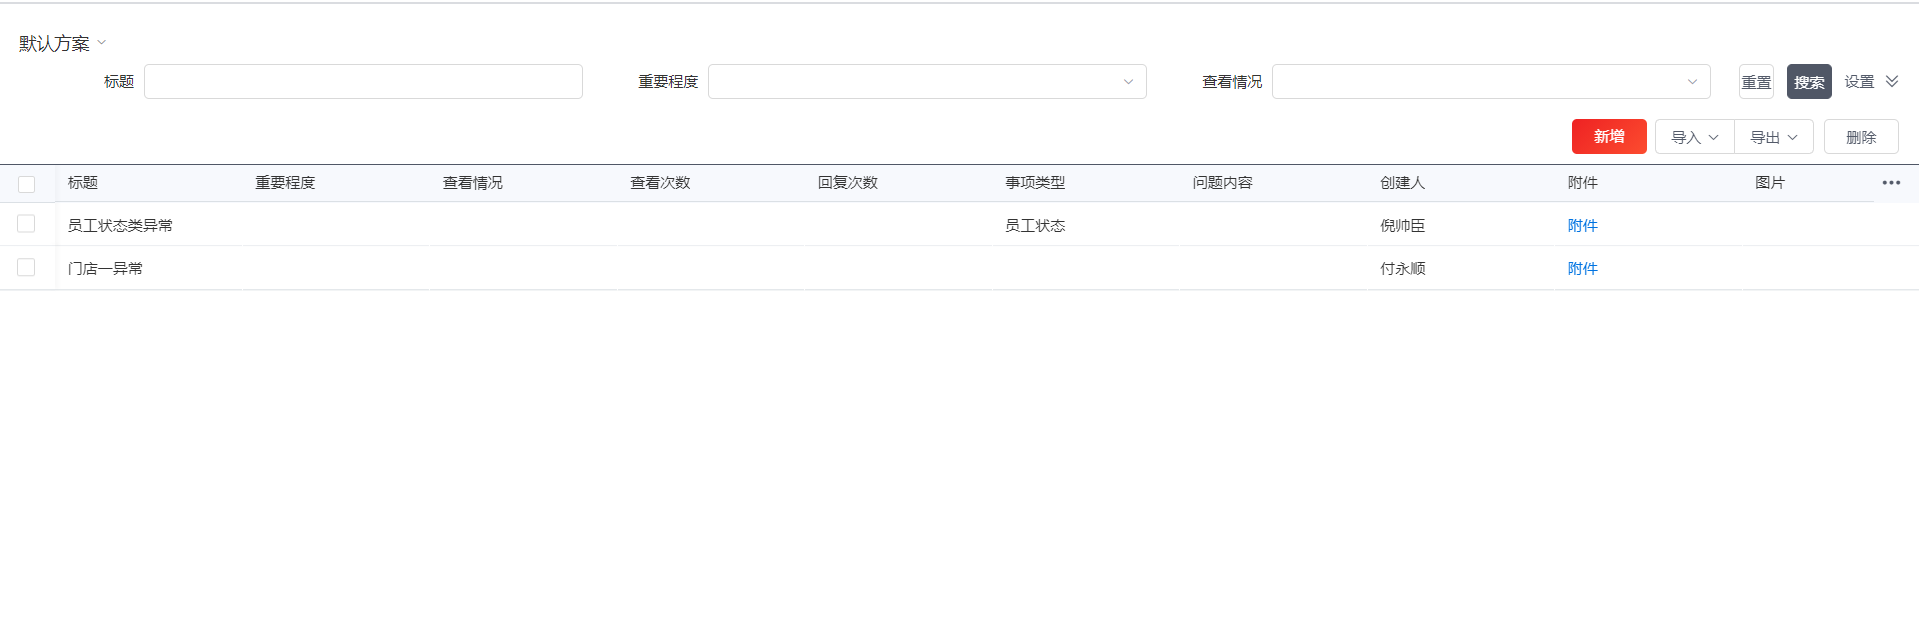 默认方案
标题 重要程度 查看情况 重置 搜索 设置
新增 导入 导出 删除
标题 重要程度 查看情况 查看次数 回复次数 事项类型 问题内容 创建人 附件 图片 •••
员工状态类异常 员工状态 倪帅臣 附件
门店一异常 付永顺 附件